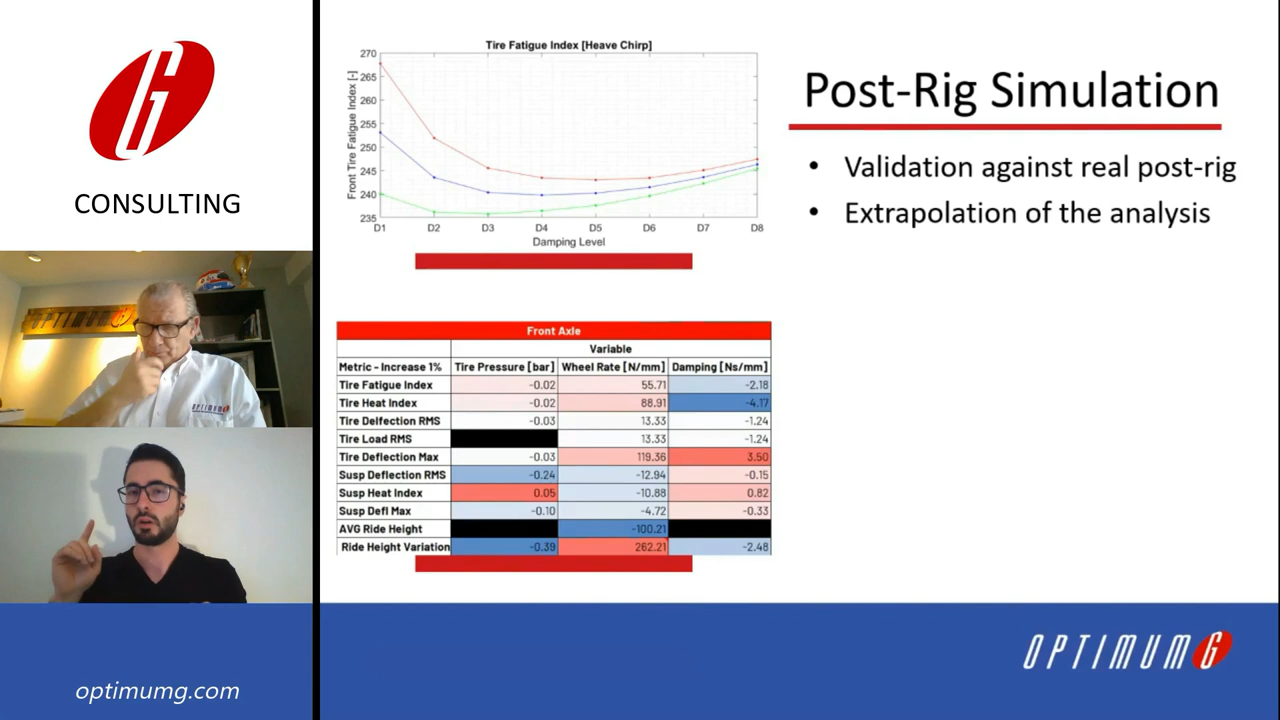 CONSULTING
OPTIMUMG
OPTIMUMG
optimumg.com
Tire Fatigue Index [Heave Chirp]
Front Tire Fatigue Index [-]
270
265
260
255
250
245
240
235
D1 D2 D3 D4 D5 D6 D7 D8
Damping Level
Front Axle
Variable
Metric - Increase 1% Tire Pressure [bar] Wheel Rate [N/mm] Damping [Ns/mm]
Tire Fatigue Index -0.02 55.71 -2.18
Tire Heat Index -0.02 88.91 -4.17
Tire Delfection RMS -0.03 13.33 -1.24
Tire Load RMS 13.33 -1.24
Tire Deflection Max -0.03 119.36 3.50
Susp Deflection RMS -0.24 -12.94 -0.15
Susp Heat Index 0.05 -10.88 0.82
Susp Defl Max -0.10 -4.72 -0.33
AVG Ride Height -100.21
Ride Height Variation -0.39 262.21 -2.48
Post-Rig Simulation
• Validation against real post-rig
• Extrapolation of the analysis
OPTIMUMG